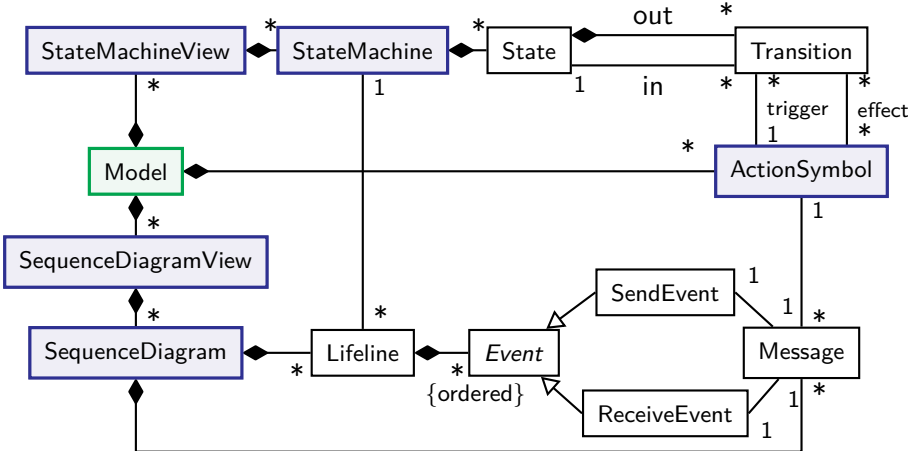 * * out *
StateMachineView StateMachine State Transition
* 1 1 in * * *
trigger effect
1 *
*
Model ActionSymbol
* 1
SequenceDiagramView
1
SendEvent
* * 1 *
SequenceDiagram Lifeline Event Message
* * 1 *
{ordered}
ReceiveEvent
1